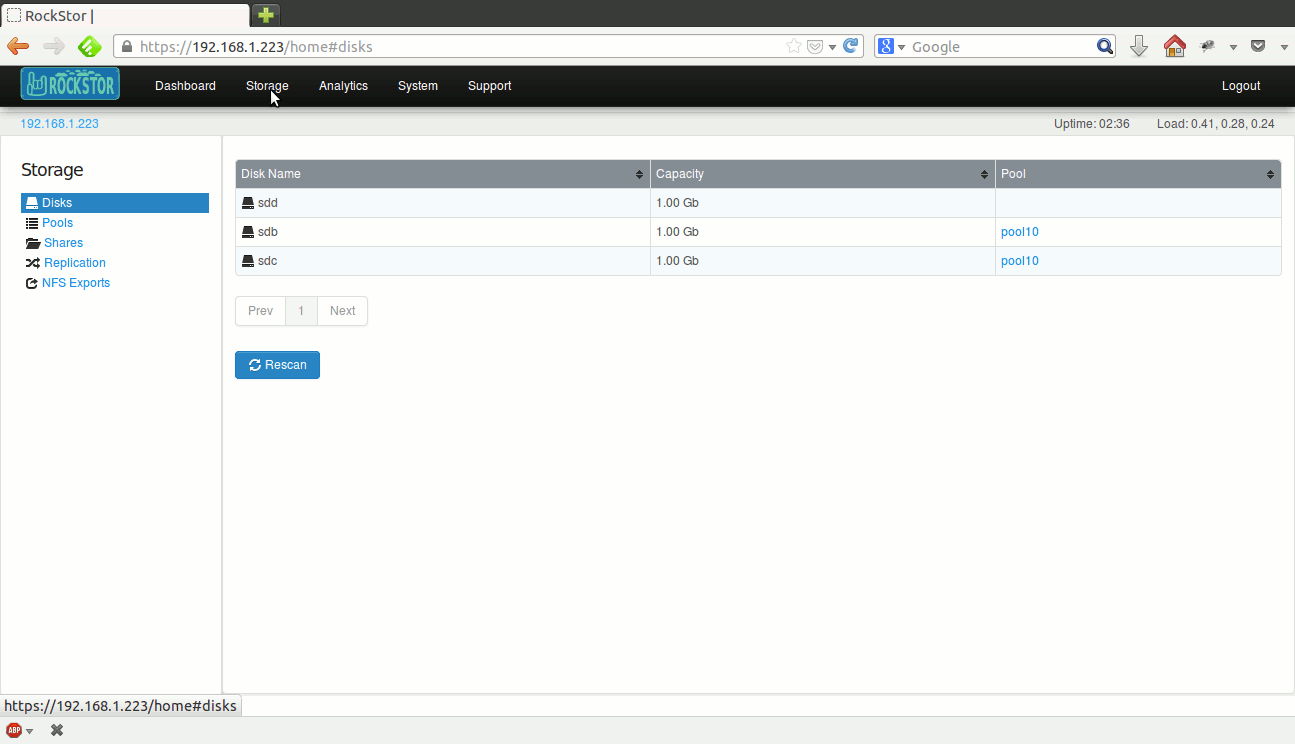 RockStor |
https://192.168.1.223/home#disks
8 Google
ROCKSTOR Dashboard Storage Analytics System Support Logout
192.168.1.223 Uptime: 02:36 Load: 0.41, 0.28, 0.24
Storage
Disks
Pools
Shares
Replication
NFS Exports
Disk Name Capacity Pool
sdd 1.00 Gb
sdb 1.00 Gb pool10
sdc 1.00 Gb pool10
Prev 1 Next
Rescan
https://192.168.1.223/home#disks
ABP